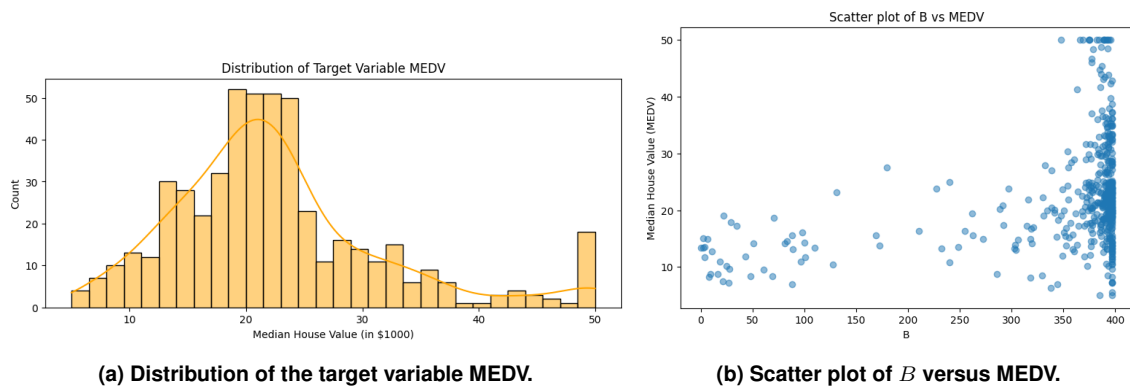 Distribution of Target Variable MEDV
50
40
30
20
10
0
Count
10 20 30 40 50
Median House Value (in $1000)
(a) Distribution of the target variable MEDV.
Scatter plot of B vs MEDV
50
40
30
20
10
Median House Value (MEDV)
0 50 100 150 200 250 300 350 400
B
(b) Scatter plot of B versus MEDV.